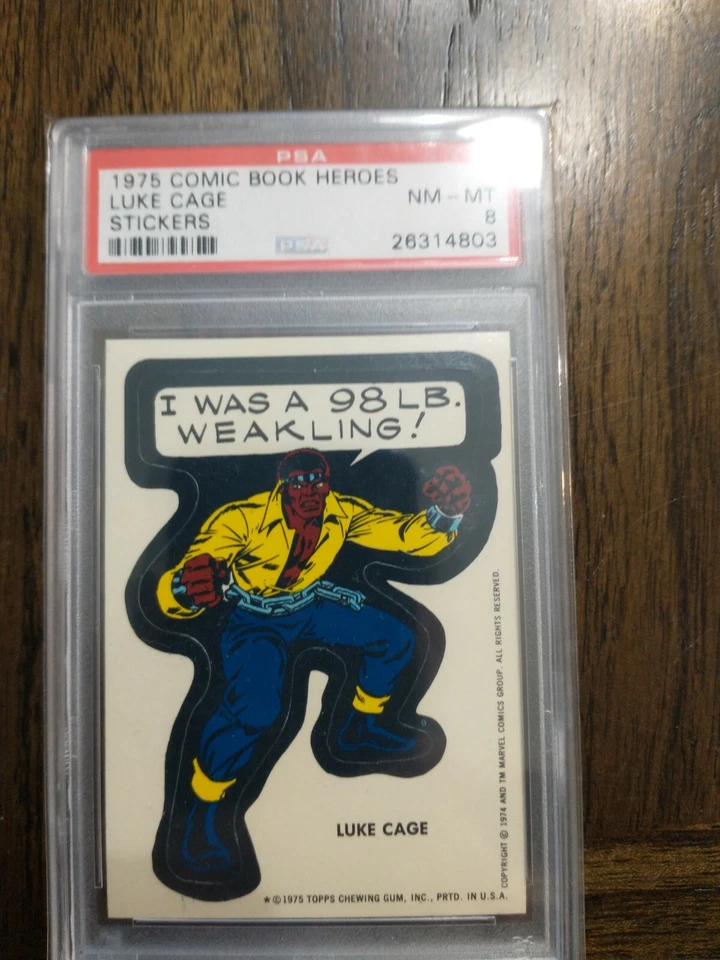 PSA
1975 COMIC BOOK HEROES
LUKE CAGE NM - MT
STICKERS 8
PSA 26314803
I WAS A 98 LB.
WEAKLING!
LUKE CAGE
*©1975 TOPPS CHEWING GUM, INC., PRTD. IN U.S.A.
COPYRIGHT © 1974 AND TM MARVEL COMICS GROUP. ALL RIGHTS RESERVED.